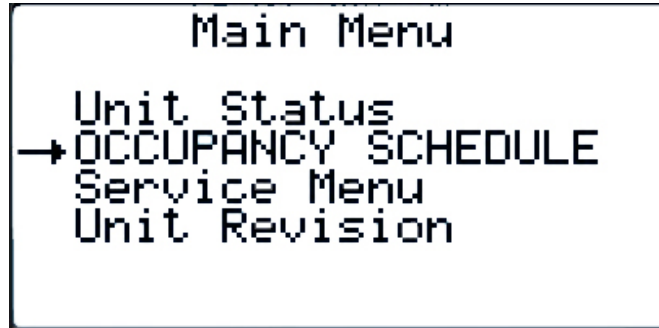 Main Menu
Unit Status
→OCCUPANCY SCHEDULE
Service Menu
Unit Revision